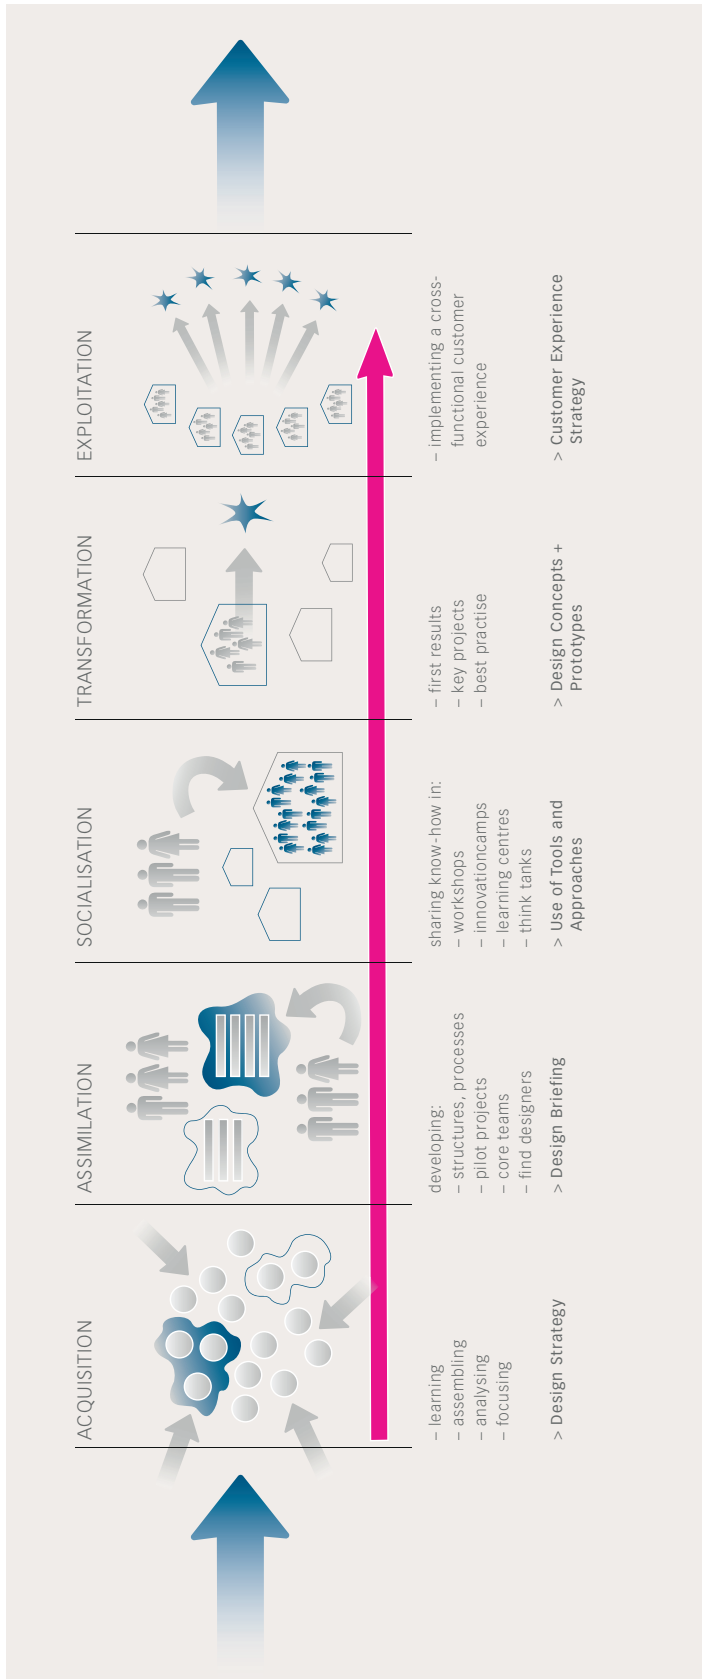 ACQUISITION
– learning
– assembling
– analysing
– focusing
> Design Strategy
ASSIMILATION
developing:
– structures, processes
– pilot projects
– core teams
– find designers
> Design Briefing
SOCIALISATION
sharing know-how in:
– workshops
– innovationcamps
– learning centres
– think tanks
> Use of Tools and
Approaches
TRANSFORMATION
– first results
– key projects
– best practise
> Design Concepts +
Prototypes
EXPLOITATION
– implementing a cross-
functional customer
experience
> Customer Experience
Strategy